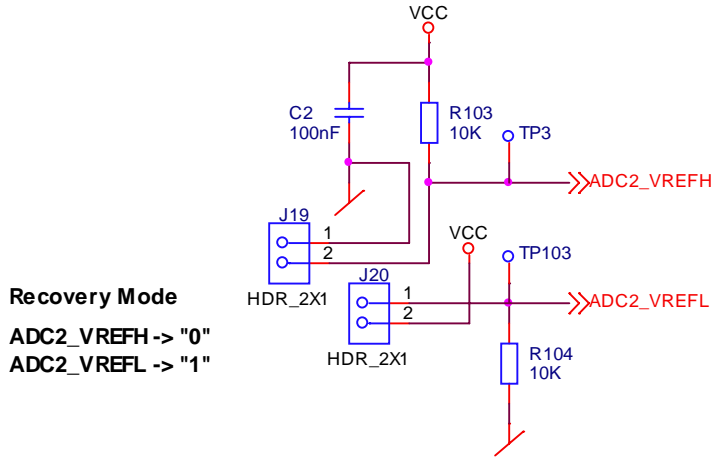 VCC
C2
100nF
R103
10K
TP3
ADC2_VREFH
J19
1
2
HDR_2X1
VCC
TP103
J20
1
2
HDR_2X1
ADC2_VREFL
R104
10K
Recovery Mode
ADC2_VREFH -> "0"
ADC2_VREFL -> "1"